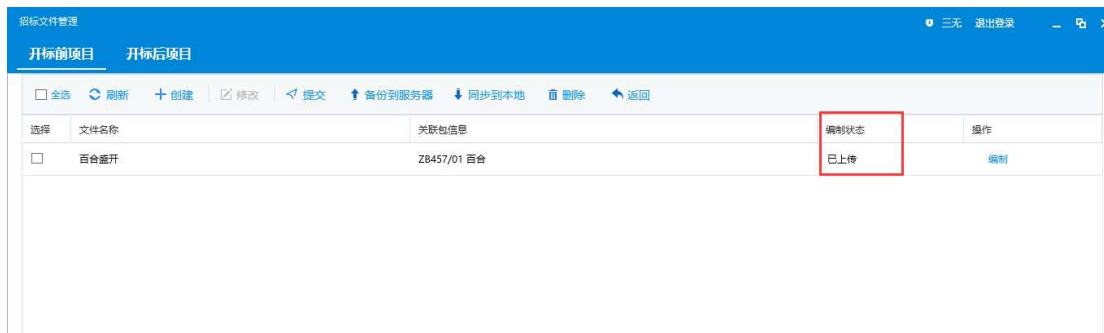 招标文件管理 三无 退出登录
开标前项目 开标后项目
全选 刷新 创建 修改 提交 备份到服务器 同步到本地 删除 返回
选择 文件名称 关联包信息 编制状态 操作
百合盛开 ZB457/01 百合 已上传 编制